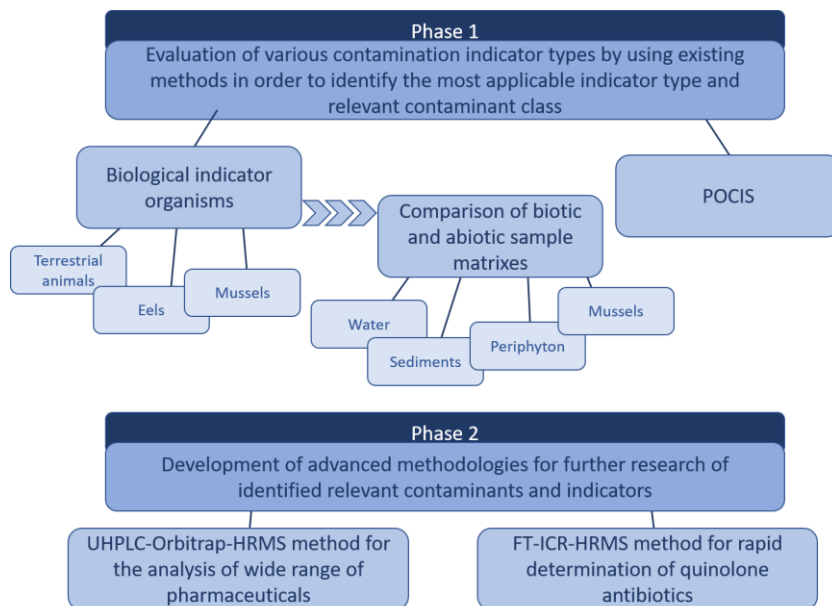 Phase 1
Evaluation of various contamination indicator types by using existing
methods in order to identify the most applicable indicator type and
relevant contaminant class
Biological indicator
organisms
POCIS
Comparison of biotic
and abiotic sample
matrixes
Terrestrial
animals
Eels
Mussels
Water
Sediments
Periphyton
Mussels
Phase 2
Development of advanced methodologies for further research of
identified relevant contaminants and indicators
UHPLC-Orbitrap-HRMS method for
the analysis of wide range of
pharmaceuticals
FT-ICR-HRMS method for rapid
determination of quinolone
antibiotics